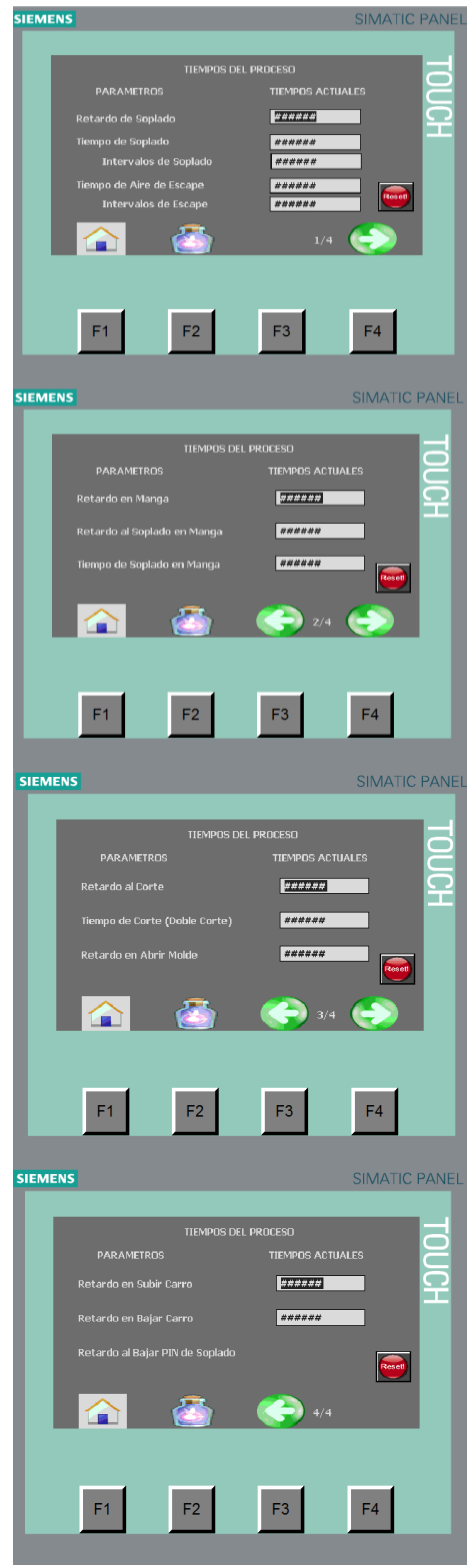 SIEMENS SIMATIC PANEL
TOUCH
TIEMPOS DEL PROCESO
PARAMETROS TIEMPOS ACTUALES
Retardo de Soplado ######
Tiempo de Soplado ######
Intervalos de Soplado ######
Tiempo de Aire de Escape ######
Intervalos de Escape ######
Reset!
1/4
F1 F2 F3 F4
SIEMENS SIMATIC PANEL
TOUCH
TIEMPOS DEL PROCESO
PARAMETROS TIEMPOS ACTUALES
Retardo en Manga ######
Retardo al Soplado en Manga ######
Tiempo de Soplado en Manga ######
Reset!
2/4
F1 F2 F3 F4
SIEMENS SIMATIC PANEL
TOUCH
TIEMPOS DEL PROCESO
PARAMETROS TIEMPOS ACTUALES
Retardo al Corte ######
Tiempo de Corte (Doble Corte) ######
Retardo en Abrir Molde ######
Reset!
3/4
F1 F2 F3 F4
SIEMENS SIMATIC PANEL
TOUCH
TIEMPOS DEL PROCESO
PARAMETROS TIEMPOS ACTUALES
Retardo en Subir Carro ######
Retardo en Bajar Carro ######
Retardo al Bajar PIN de Soplado
Reset!
4/4
F1 F2 F3 F4